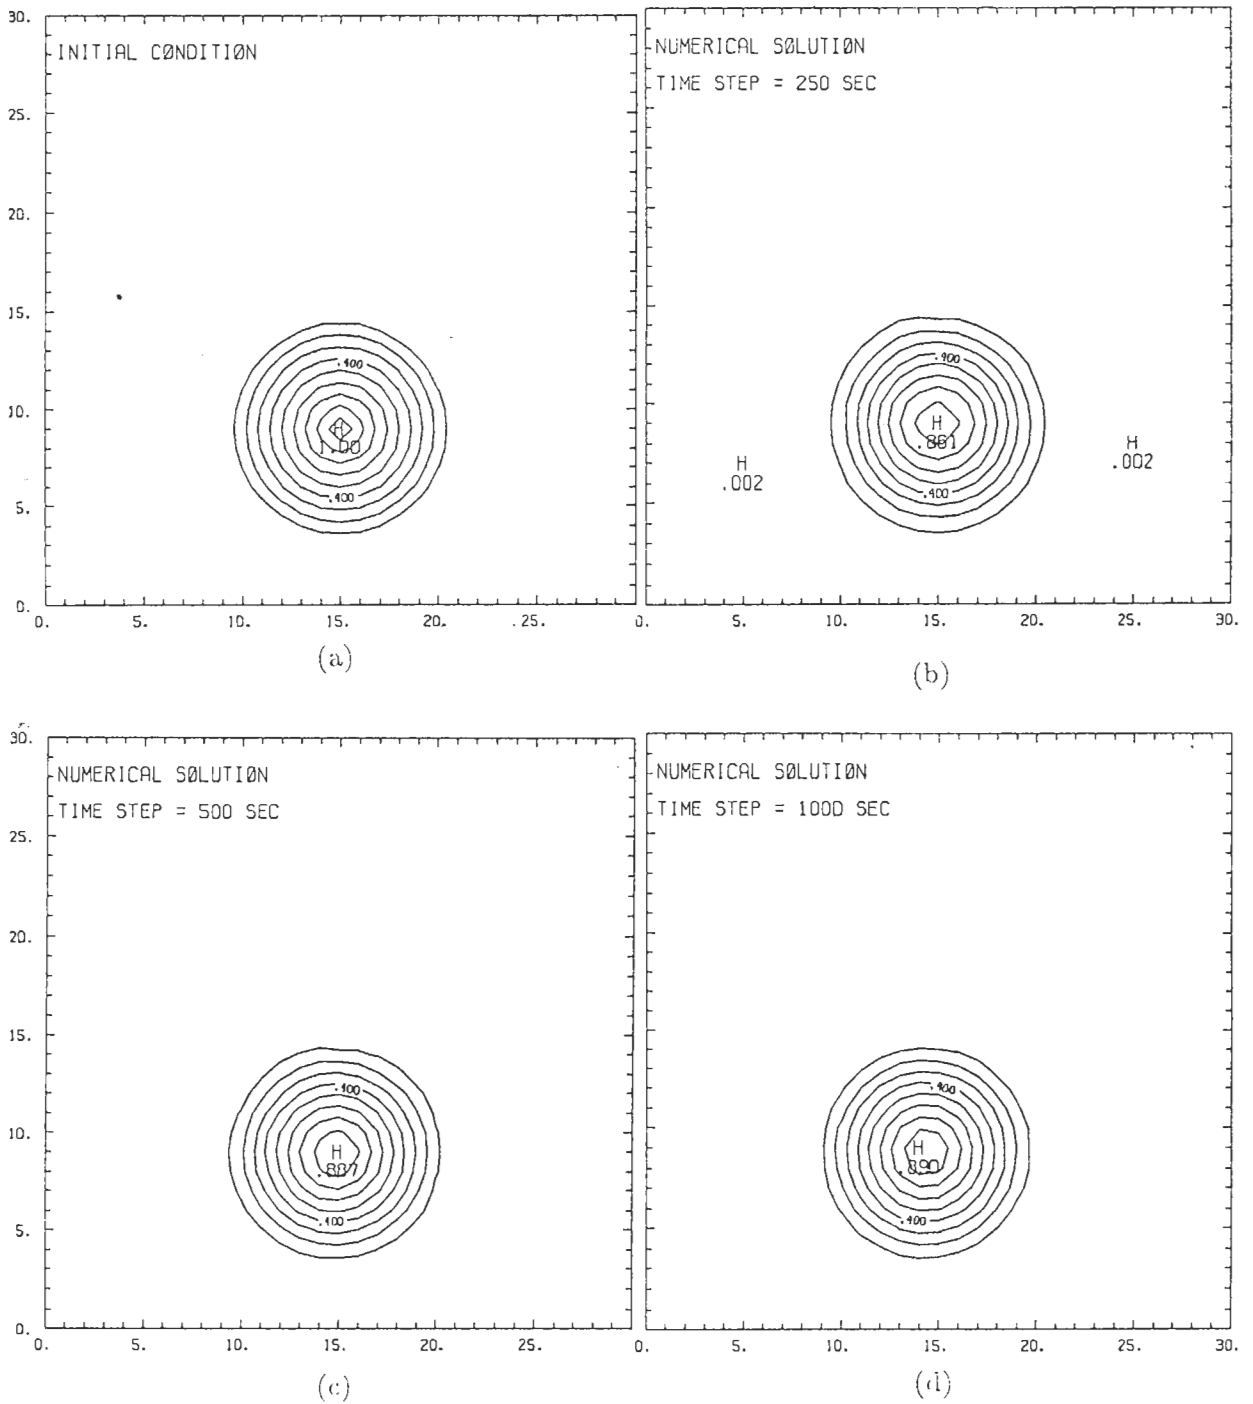 30.
INITIAL CØNDITIØN
25.
20.
15.
.400
10.
H
1.00
5.
.400
0.
0. 5. 10. 15. 20. 25.
(a)
NUMERICAL SØLUTIØN
TIME STEP = 250 SEC
.400
H
.861
H
.002
H
.002
.400
0. 5. 10. 15. 20. 25. 30.
(b)
30.
NUMERICAL SØLUTIØN
TIME STEP = 500 SEC
25.
20.
15.
.400
10.
H
.887
5.
.400
0.
0. 5. 10. 15. 20. 25.
(c)
NUMERICAL SØLUTIØN
TIME STEP = 1000 SEC
.400
H
.890
.400
0. 5. 10. 15. 20. 25. 30.
(d)